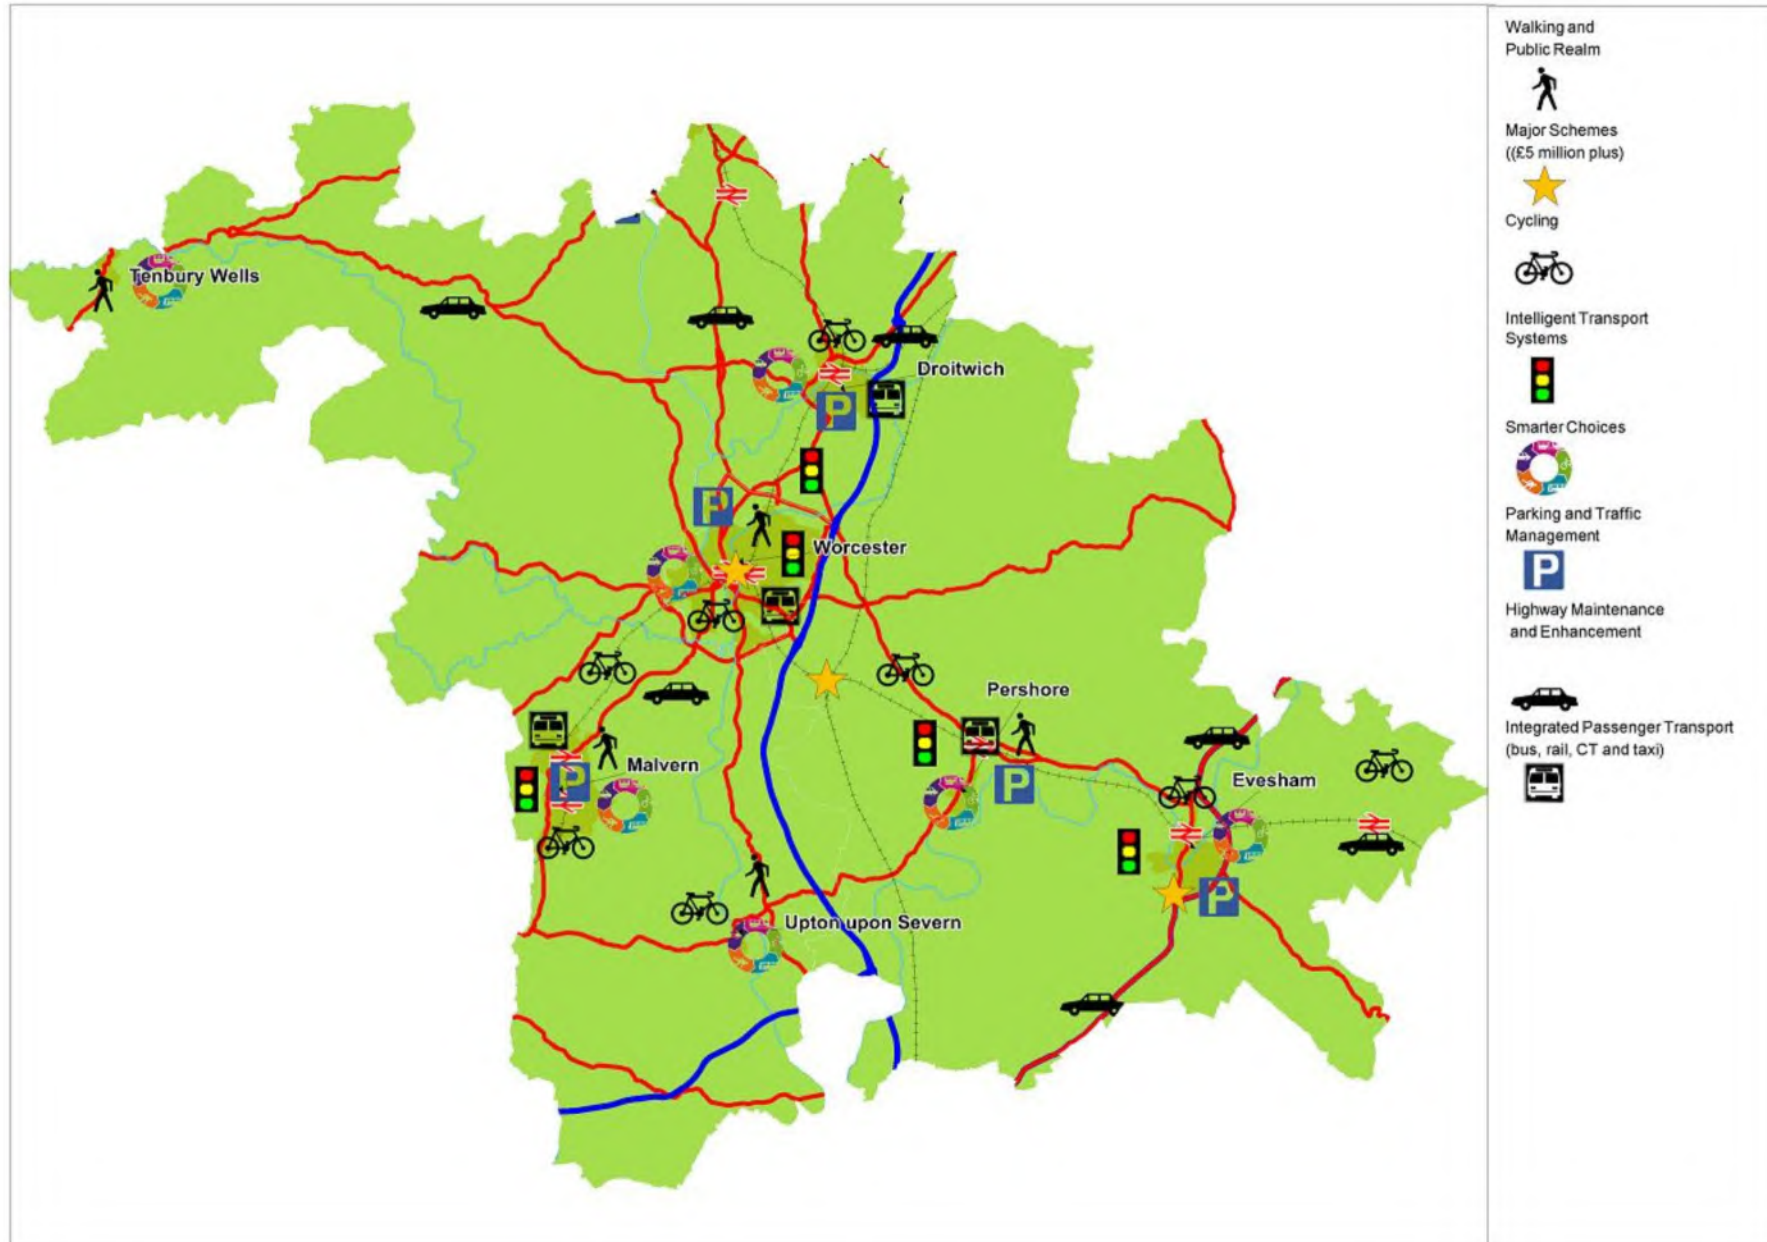 Walking and
Public Realm
Major Schemes
((£5 million plus)
Cycling
Intelligent Transport
Systems
Smarter Choices
Parking and Traffic
Management
P
Highway Maintenance
and Enhancement
Integrated Passenger Transport
(bus, rail, CT and taxi)
Tenbury Wells
Droitwich
P
P
Worcester
Pershore
Malvern
P
P
Evesham
P
Upton upon Severn